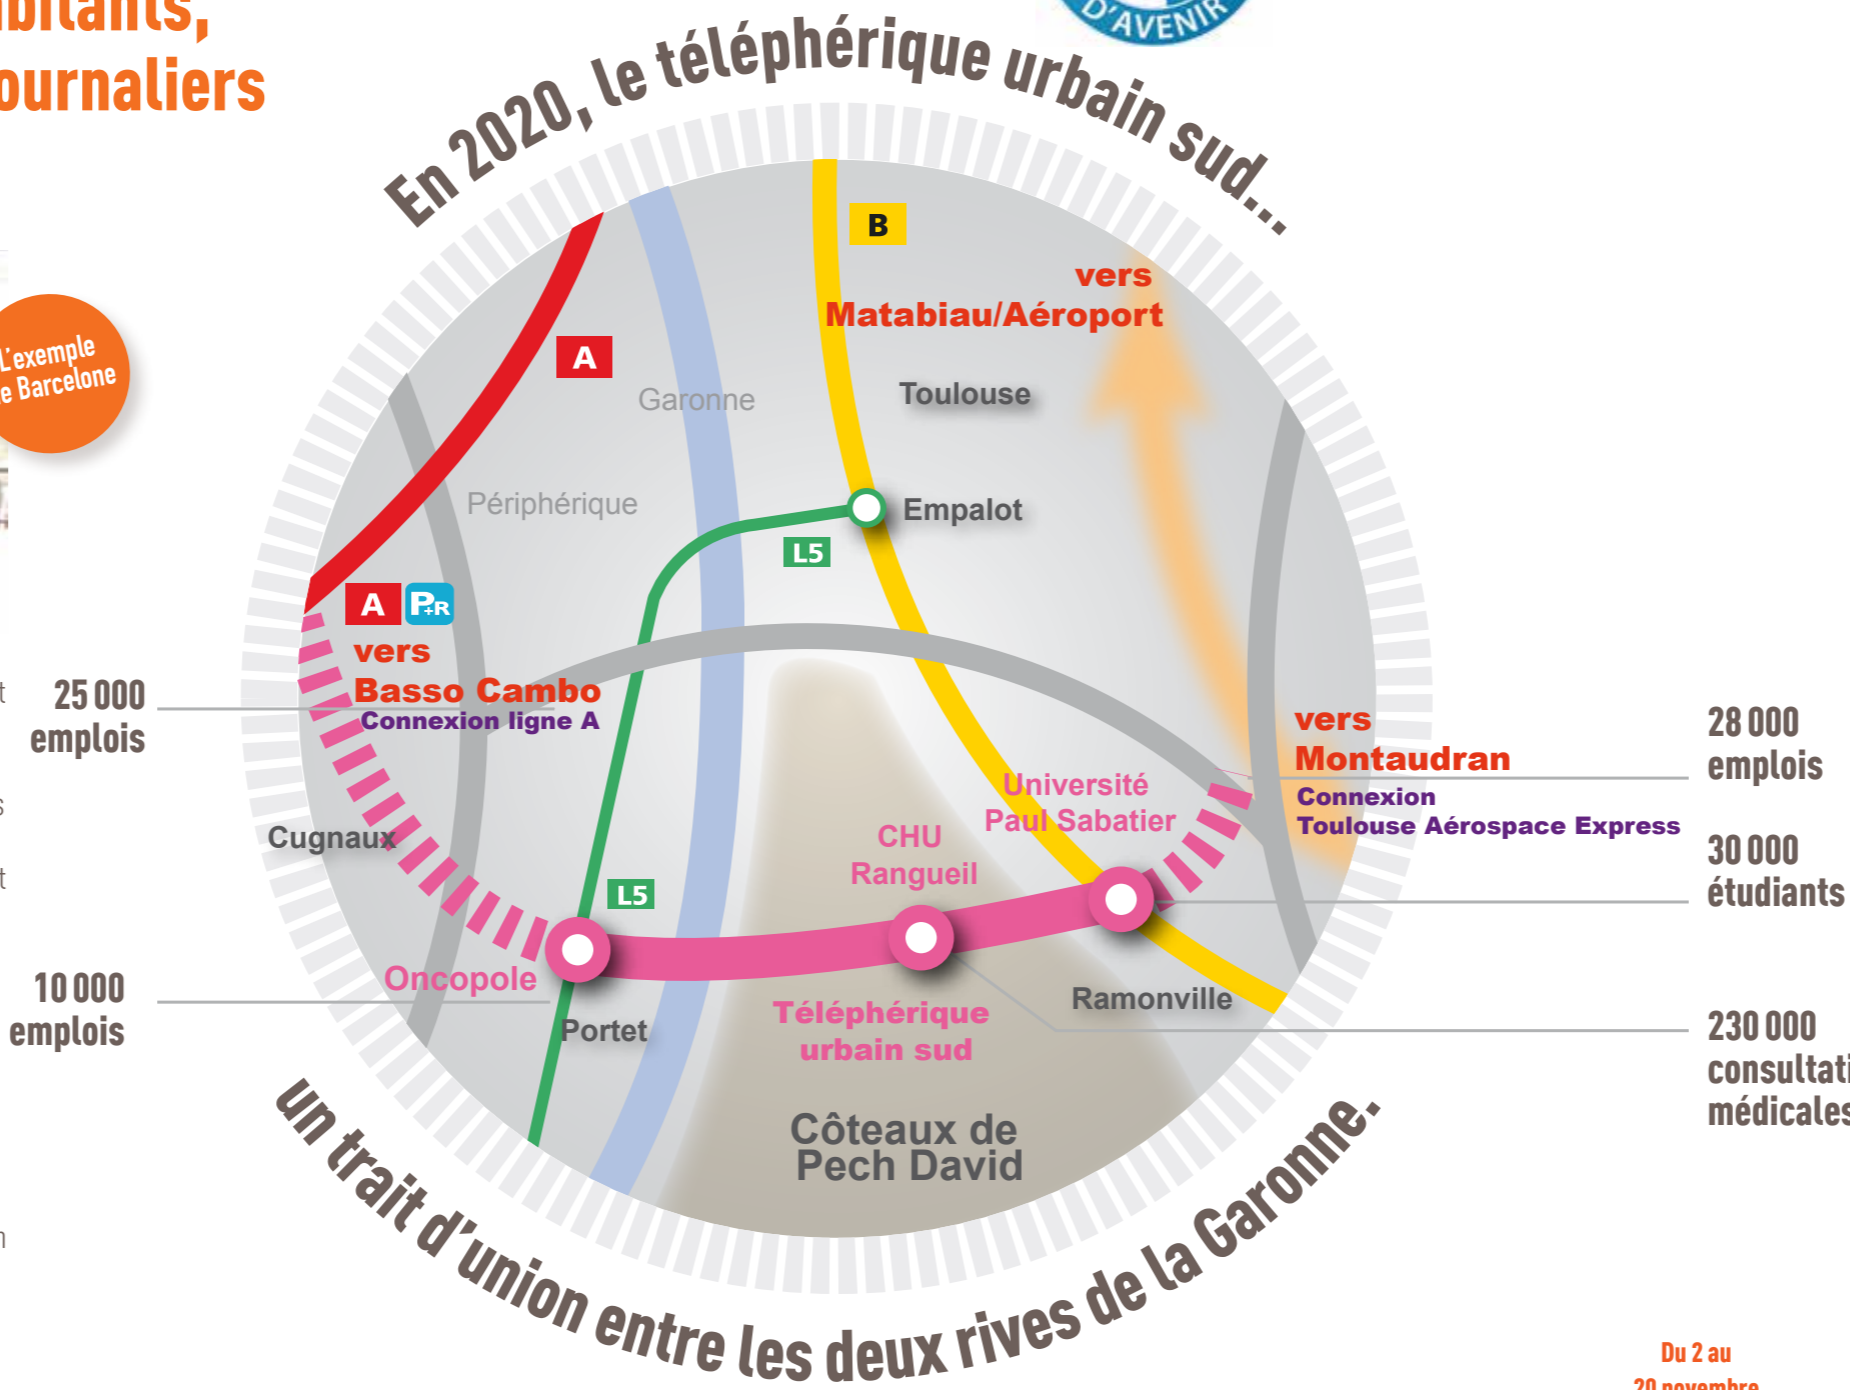 D'AVENIR
journaliers
En 2020, le téléphérique urbain sud...
B
vers
Matabiau/Aéroport
A
L'exemple
de Barcelone
Garonne
Toulouse
Périphérique
Empalot
L5
A P+R
vers
Basso Cambo
Connexion ligne A
25 000
emplois
vers
Montaudran
Connexion
Toulouse Aérospace Express
28 000
emplois
Université
Paul Sabatier
CHU
Rangueil
Cugnaux
30 000
étudiants
L5
Oncopole
10 000
emplois
Portet
Téléphérique
urbain sud
Ramonville
230 000
médicales
Côteaux de
Pech David
un trait d'union entre les deux rives de la Garonne.
Du 2 au
20 novembre